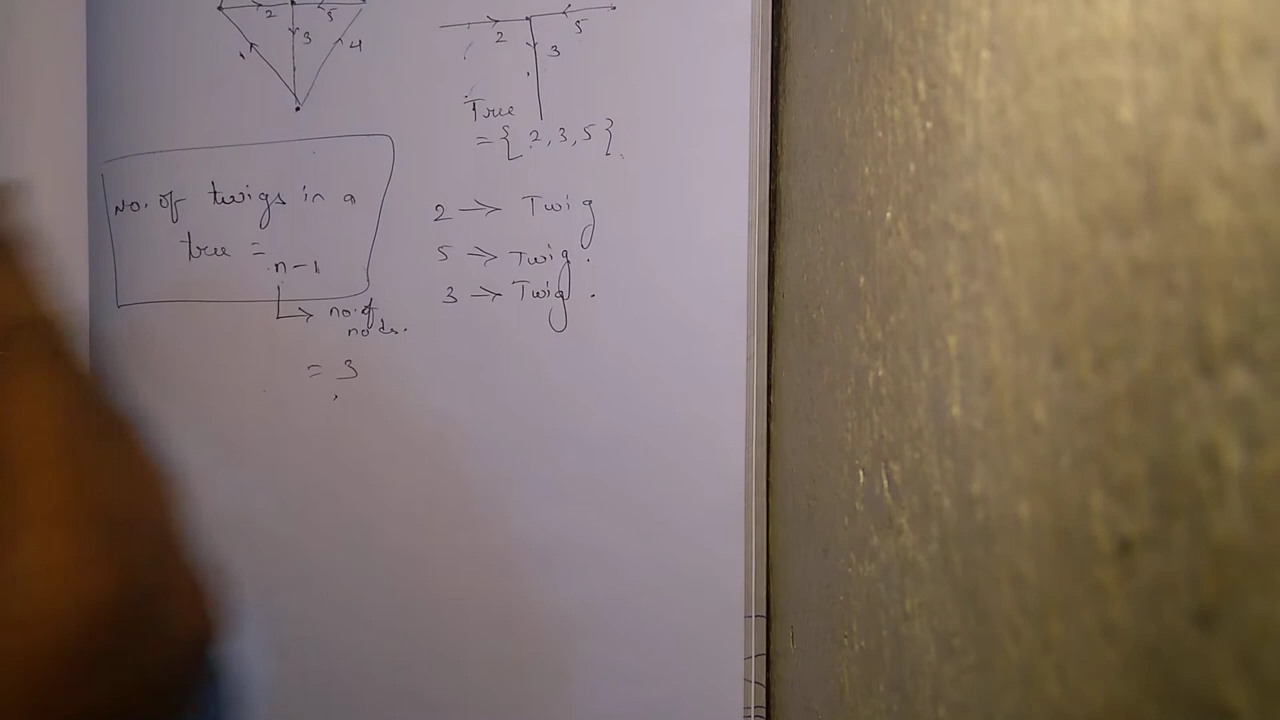 2 5
3
1 4
2 5
3
Tree
= { 2, 3, 5 }
No. of twigs in a
tree =
n - 1
no. of
nodes.
= 3
2 → Twig
5 → Twig.
3 → Twig.